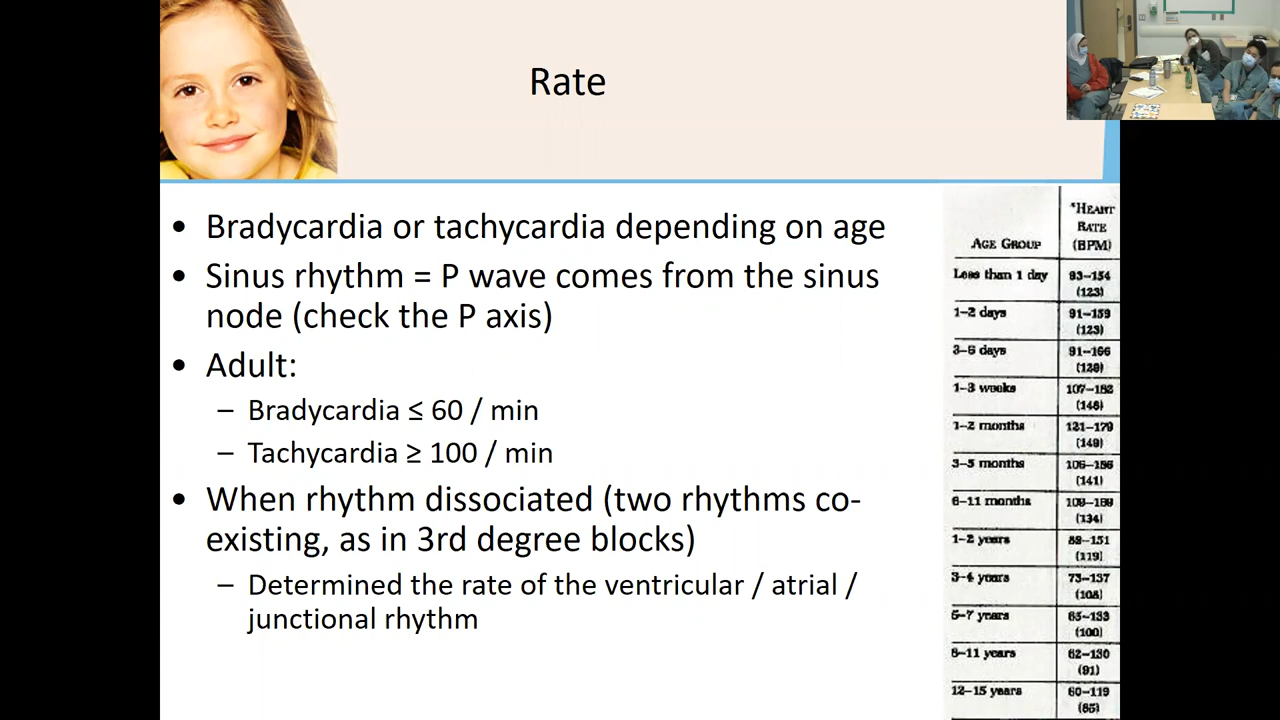 Rate
• Bradycardia or tachycardia depending on age
• Sinus rhythm = P wave comes from the sinus
node (check the P axis)
• Adult:
– Bradycardia ≤ 60 / min
– Tachycardia ≥ 100 / min
• When rhythm dissociated (two rhythms co-
existing, as in 3rd degree blocks)
– Determined the rate of the ventricular / atrial /
junctional rhythm
*HEART
RATE
AGE GROUP (BPM)
Less than 1 day 93–154
(123)
1–2 days 91–159
(123)
3–6 days 91–166
(129)
1–3 weeks 107–182
(148)
1–2 months 121–179
(149)
3–5 months 106–186
(141)
6–11 months 109–169
(134)
1–2 years 89–151
(119)
3–4 years 73–137
(108)
5–7 years 65–133
(100)
8–11 years 62–130
(91)
12–15 years 60–119
(85)